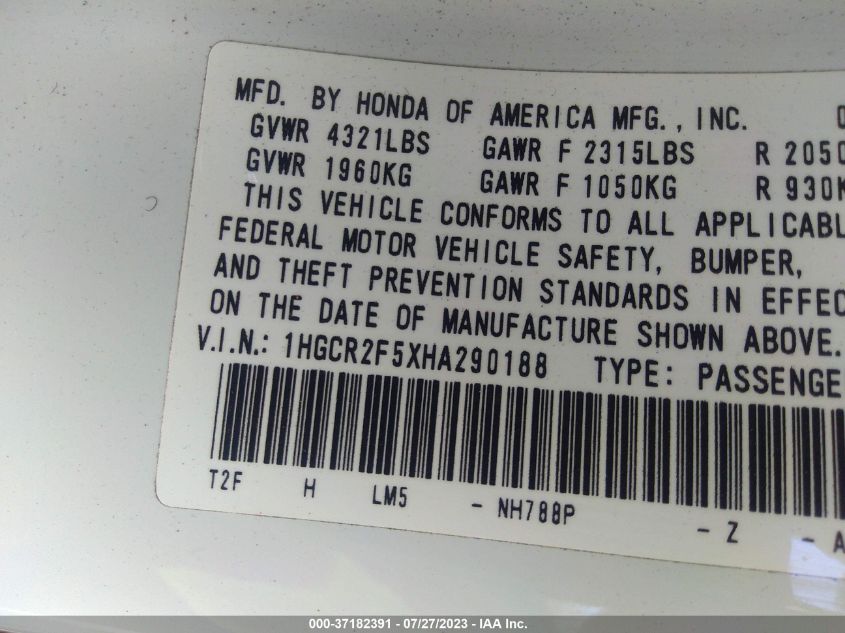 MFD. BY HONDA OF AMERICA MFG., INC. 0
GVWR 4321LBS GAWR F 2315LBS R 2050
GVWR 1960KG GAWR F 1050KG R 930K
THIS VEHICLE CONFORMS TO ALL APPLICABL
FEDERAL MOTOR VEHICLE SAFETY, BUMPER,
AND THEFT PREVENTION STANDARDS IN EFFEC
ON THE DATE OF MANUFACTURE SHOWN ABOVE.
V.I.N.: 1HGCR2F5XHA290188 TYPE: PASSENGE
T2F H LM5 - NH788P - Z - A
000-37182391 - 07/27/2023 - IAA Inc.